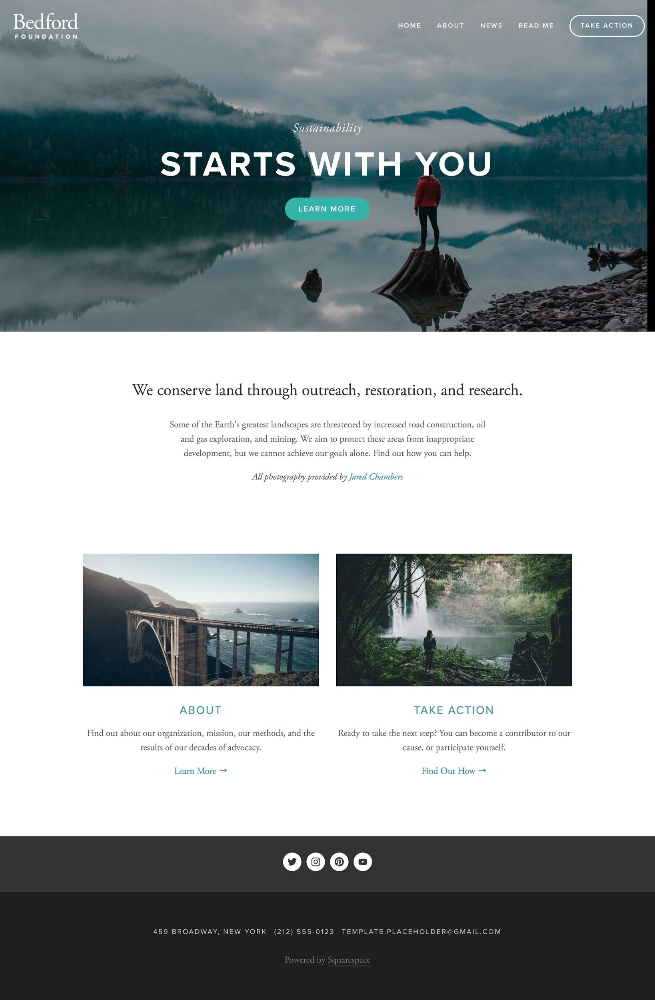 Bedford
FOUNDATION
HOME ABOUT NEWS READ ME TAKE ACTION
Sustainability
STARTS WITH YOU
LEARN MORE
We conserve land through outreach, restoration, and research.
Some of the Earth's greatest landscapes are threatened by increased road construction, oil
and gas exploration, and mining. We aim to protect these areas from inappropriate
development, but we cannot achieve our goals alone. Find out how you can help.
All photography provided by Jared Chambers
ABOUT
Find out about our organization, mission, our methods, and the
results of our decades of advocacy.
Learn More →
TAKE ACTION
Ready to take the next step? You can become a contributor to our
cause, or participate yourself.
Find Out How →
459 BROADWAY, NEW YORK (212) 555-0123 TEMPLATE.PLACEHOLDER@GMAIL.COM
Powered by Squarespace